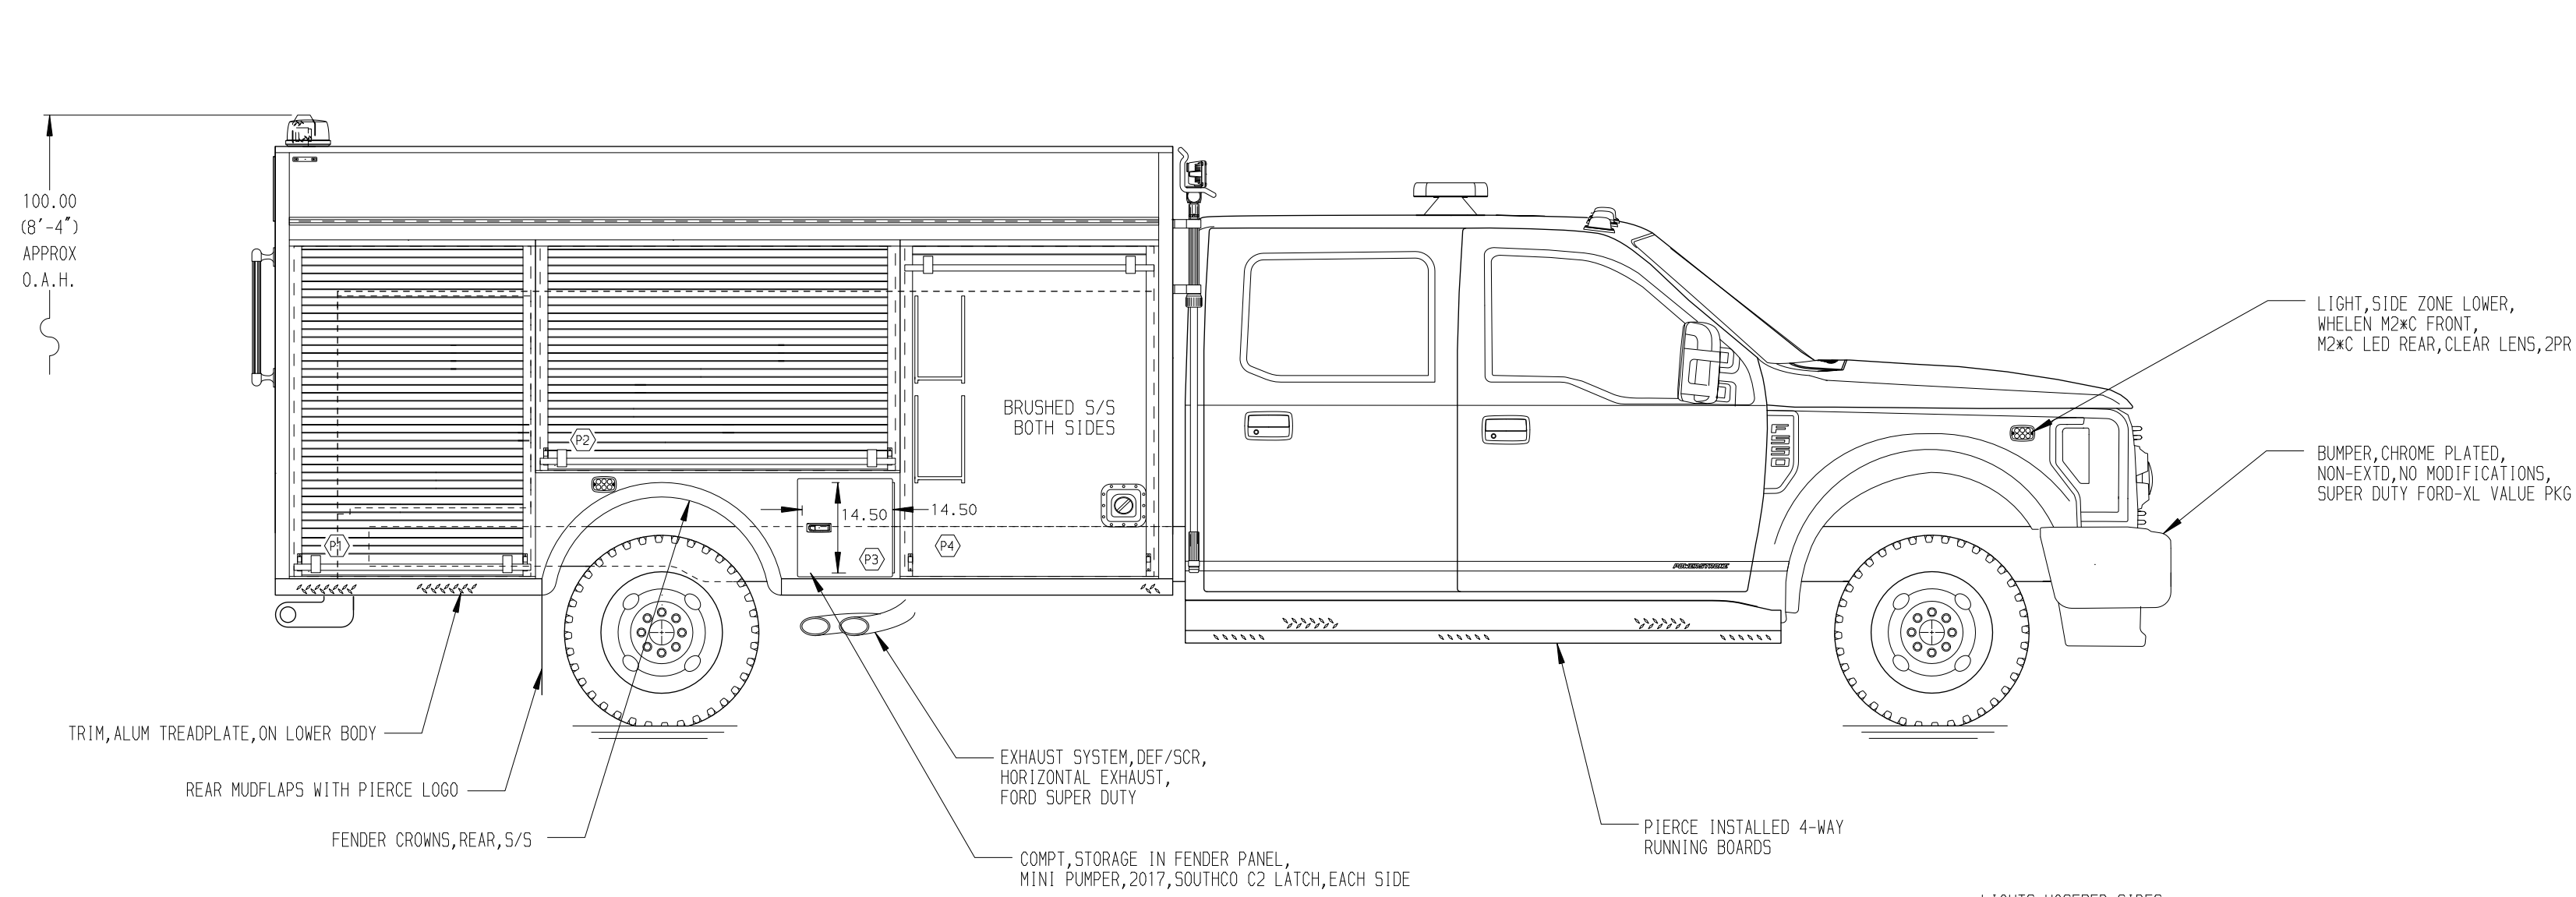 100.00
(8'-4")
APPROX
O.A.H.
BRUSHED S/S
BOTH SIDES
P1
P2
P3
P4
14.50
14.50
F550
POWERSTROKE
LIGHT,SIDE ZONE LOWER,
WHELEN M2*C FRONT,
M2*C LED REAR,CLEAR LENS,2PR
BUMPER,CHROME PLATED,
NON-EXTD,NO MODIFICATIONS,
SUPER DUTY FORD-XL VALUE PKG
TRIM,ALUM TREADPLATE,ON LOWER BODY
REAR MUDFLAPS WITH PIERCE LOGO
FENDER CROWNS,REAR,S/S
EXHAUST SYSTEM,DEF/SCR,
HORIZONTAL EXHAUST,
FORD SUPER DUTY
COMPT,STORAGE IN FENDER PANEL,
MINI PUMPER,2017,SOUTHCO C2 LATCH,EACH SIDE
PIERCE INSTALLED 4-WAY
RUNNING BOARDS